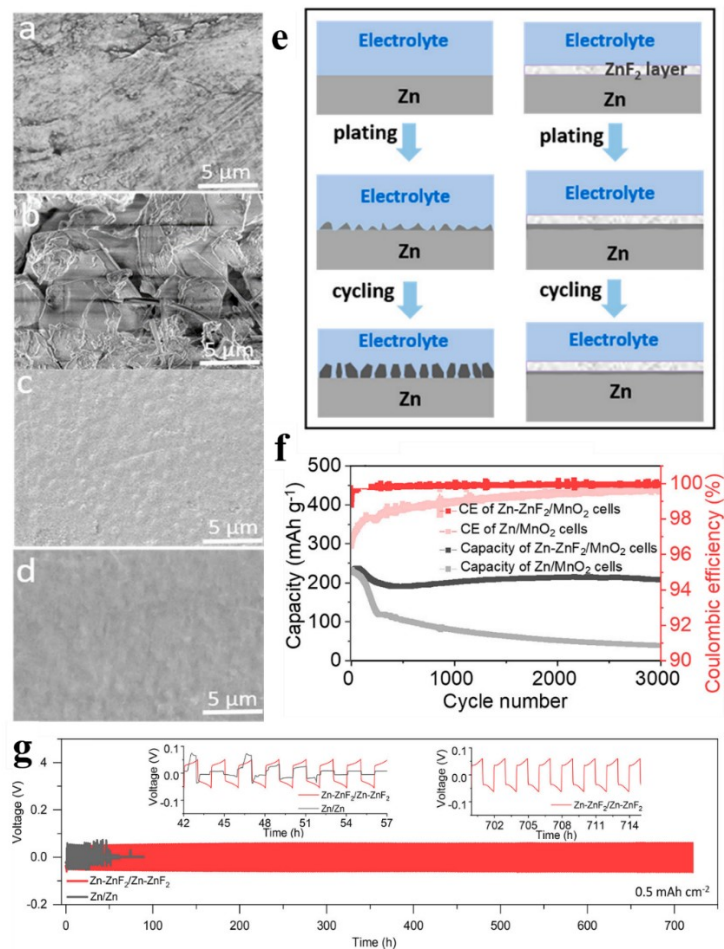 a
5 µm
b
5 µm
c
5 µm
d
5 µm
e
Electrolyte
Zn
plating
Electrolyte
Zn
cycling
Electrolyte
Zn
Electrolyte
ZnF₂ layer
Zn
plating
Electrolyte
Zn
cycling
Electrolyte
Zn
f
Capacity (mAh g⁻¹)
500
400
300
200
100
0
CE of Zn-ZnF₂/MnO₂ cells
CE of Zn/MnO₂ cells
Capacity of Zn-ZnF₂/MnO₂ cells
Capacity of Zn/MnO₂ cells
100
98
96
94
91
90
Coulombic efficiency (%)
0 1000 2000 3000
Cycle number
g
Voltage (V)
0.4
0.2
0.0
-0.2
Voltage (V)
0.1
0.0
-0.1
Zn-ZnF₂/Zn-ZnF₂
Zn/Zn
42 45 48 51 54 57
Time (h)
Voltage (V)
0.1
0.0
-0.1
Zn-ZnF₂/Zn-ZnF₂
702 705 708 711 714
Time (h)
Zn-ZnF₂/Zn-ZnF₂
Zn/Zn
0.5 mAh cm⁻²
0 100 200 300 400 500 600 700
Time (h)